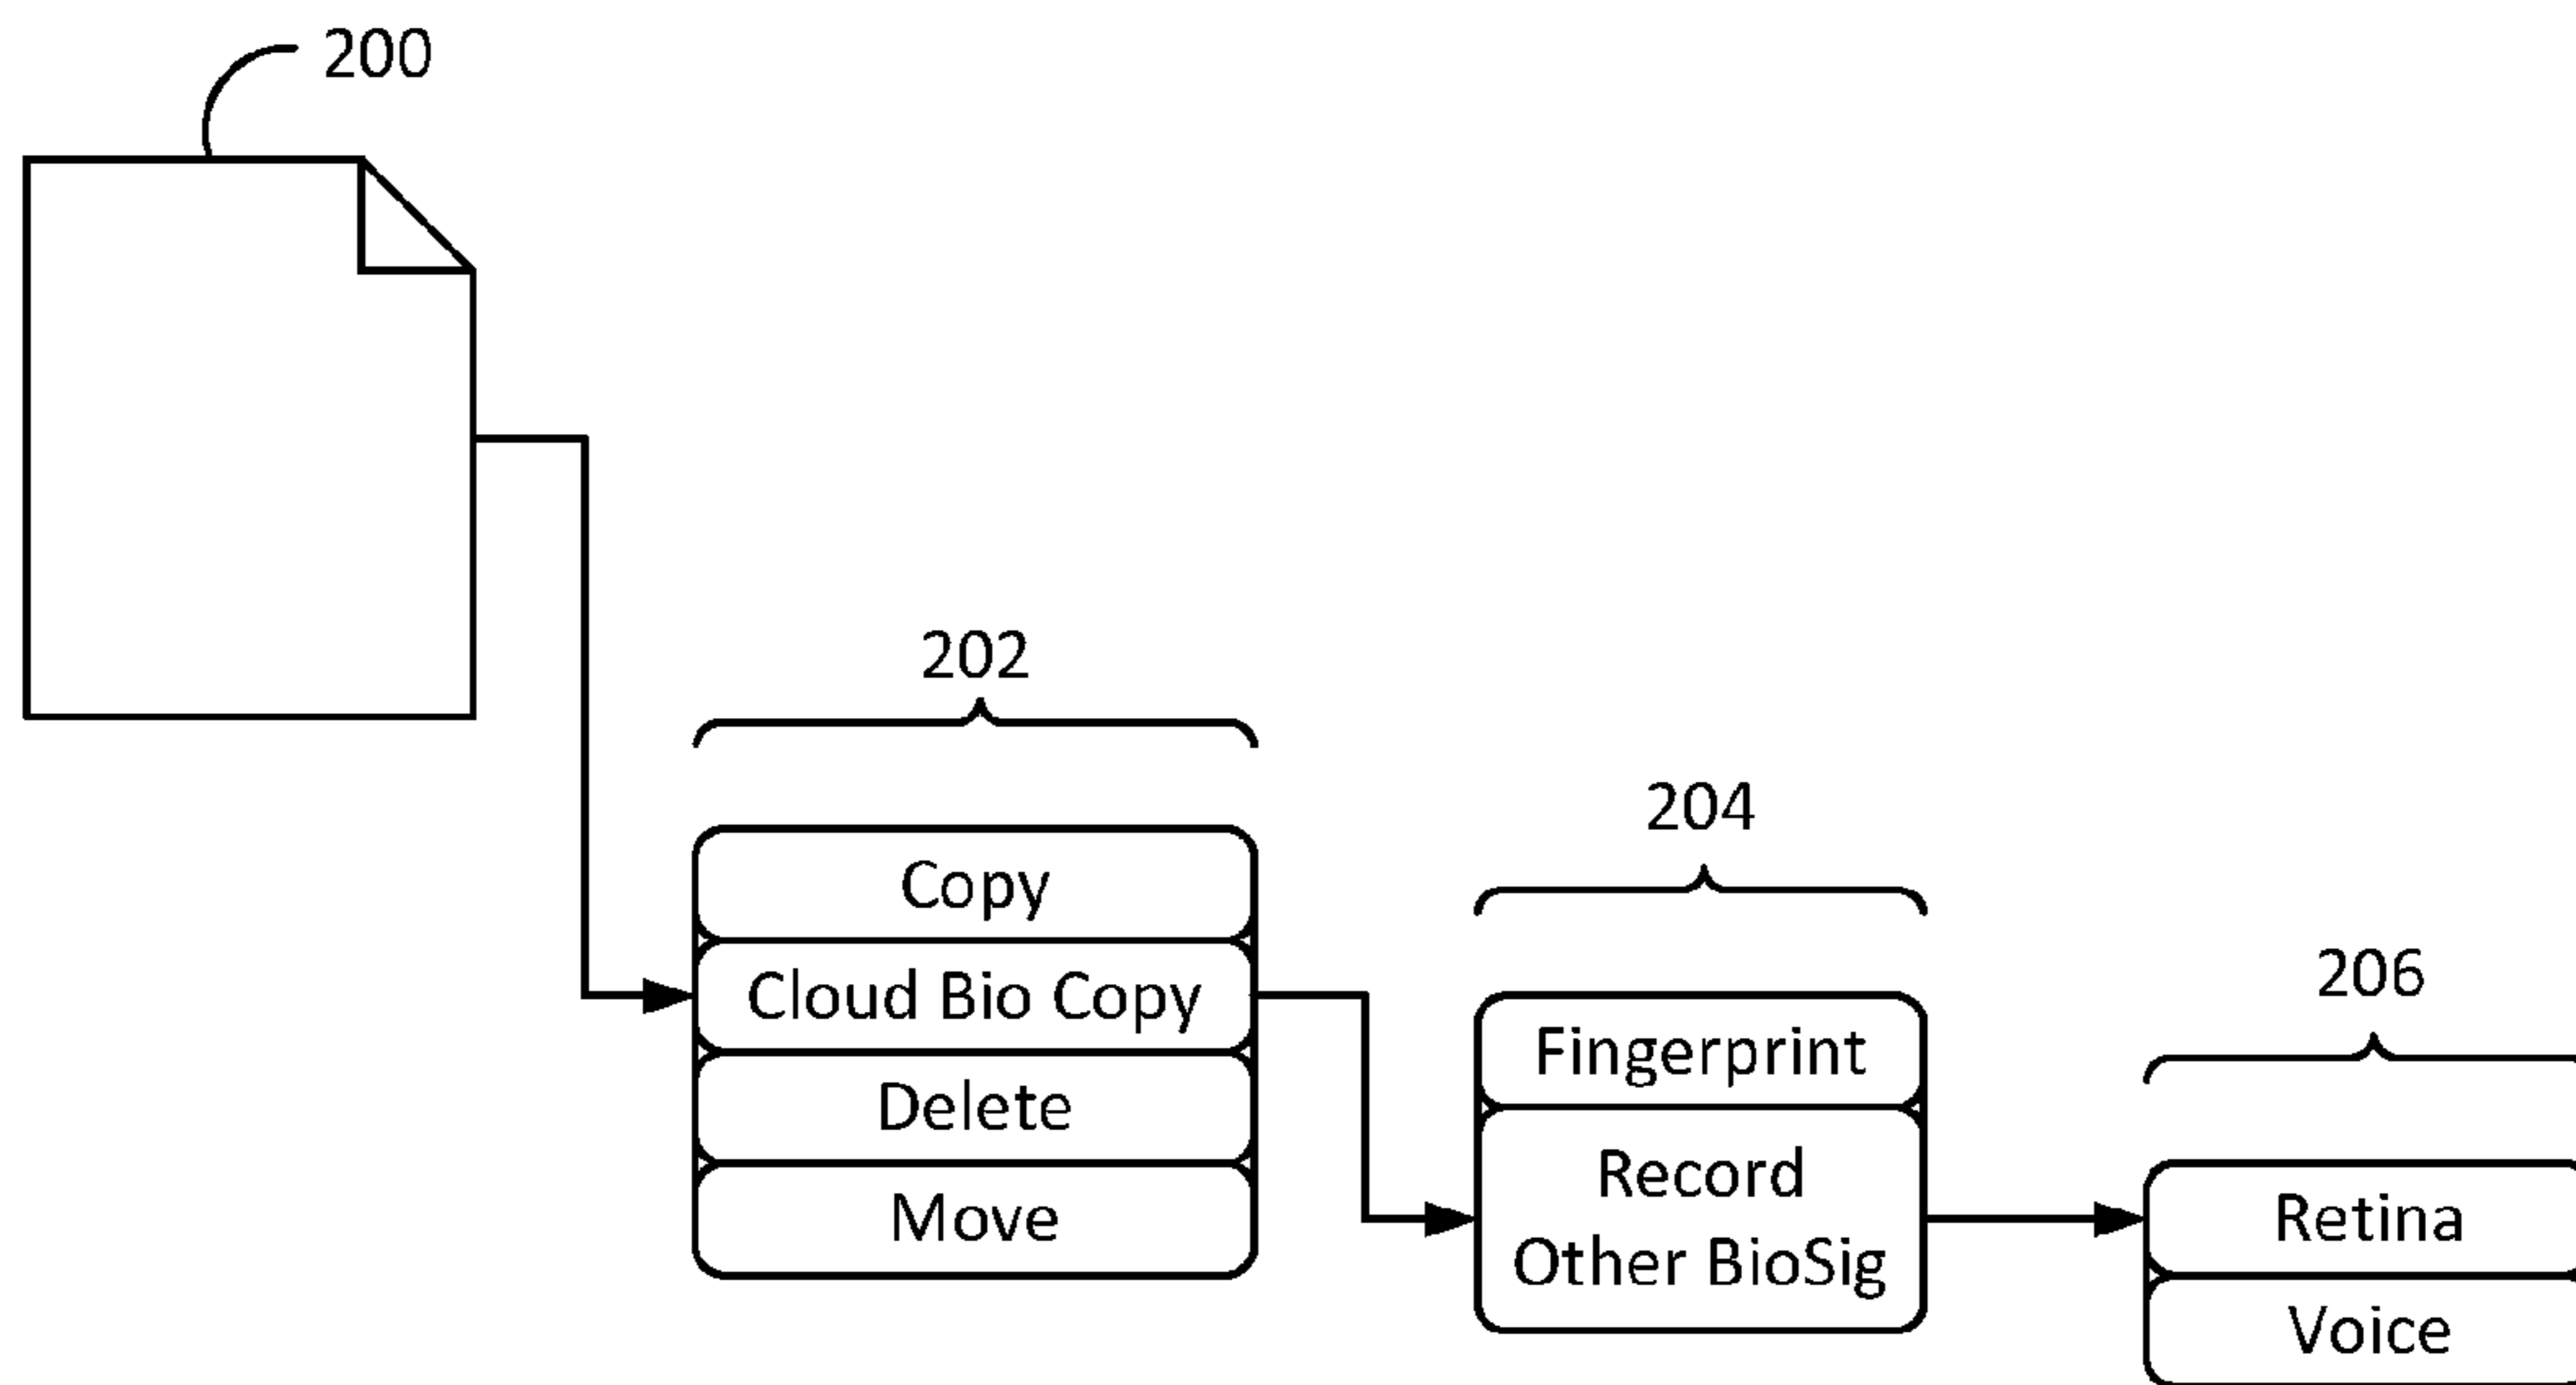 200
202
Copy
Cloud Bio Copy
Delete
Move
204
Fingerprint
Record
Other BioSig
206
Retina
Voice